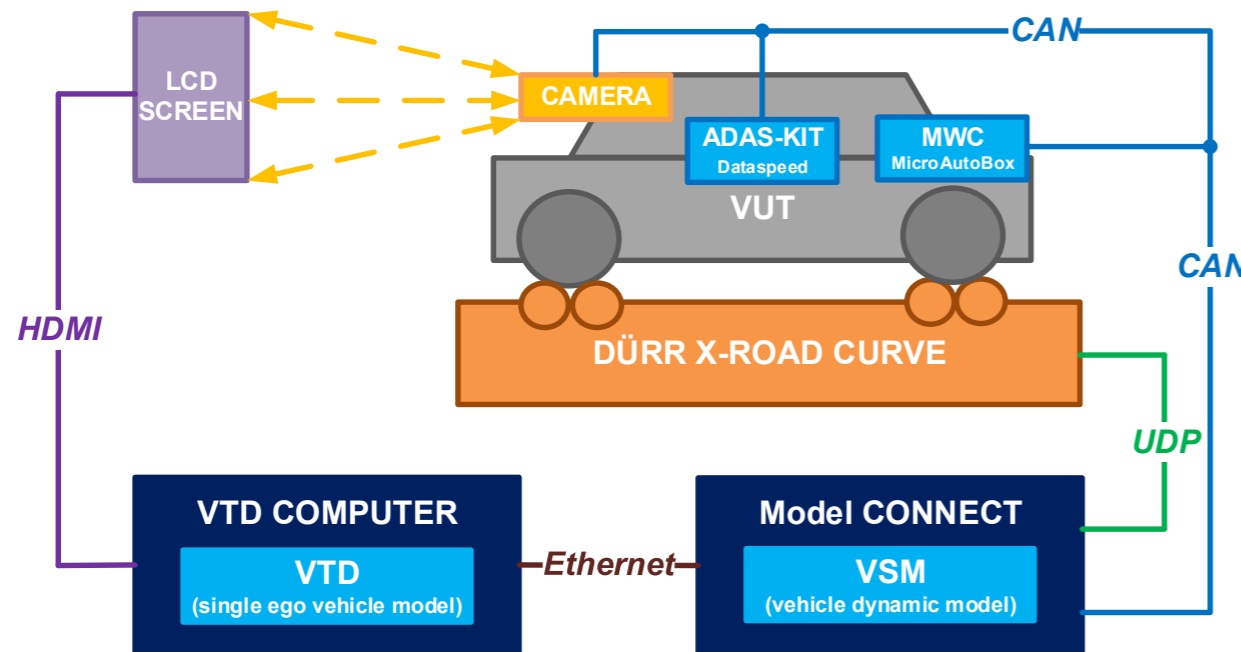 CAN
LCD
SCREEN
CAMERA
ADAS-KIT
Dataspeed
MWC
MicroAutoBox
VUT
CAN
HDMI
DÜRR X-ROAD CURVE
UDP
VTD COMPUTER
VTD
(single ego vehicle model)
Ethernet
Model CONNECT
VSM
(vehicle dynamic model)